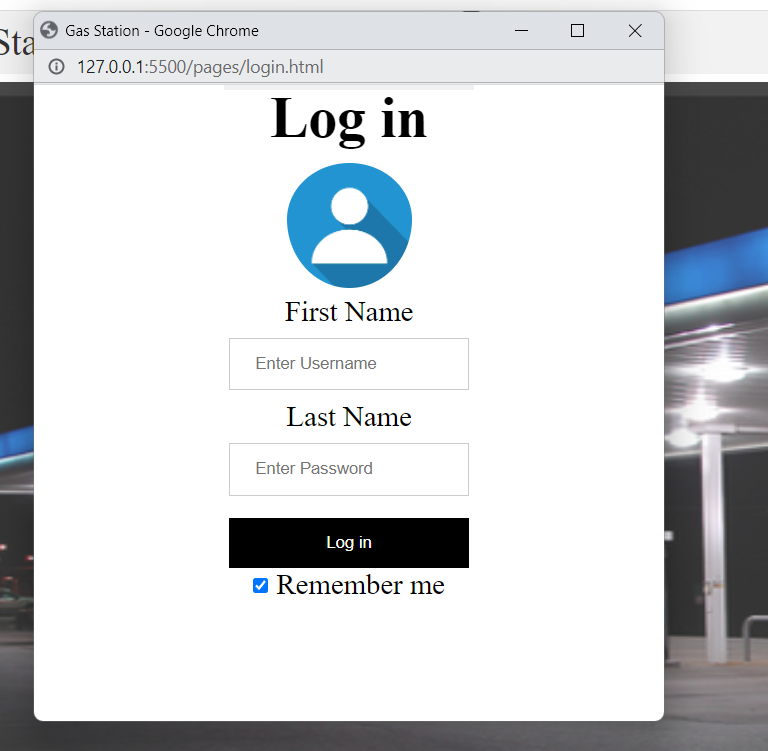 Gas Station - Google Chrome
Sta
127.0.0.1:5500/pages/login.html
Log in
First Name
Enter Username
Last Name
Enter Password
Log in
Remember me